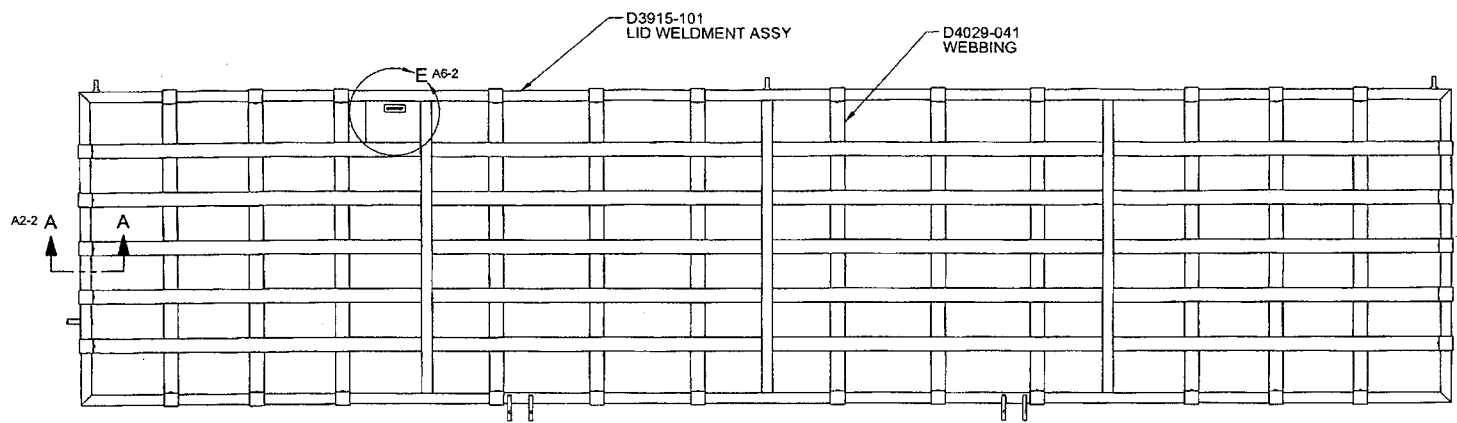 D3915-101
LID WELDMENT ASSY
D4029-041
WEBBING
E A6-2
A2-2 A A